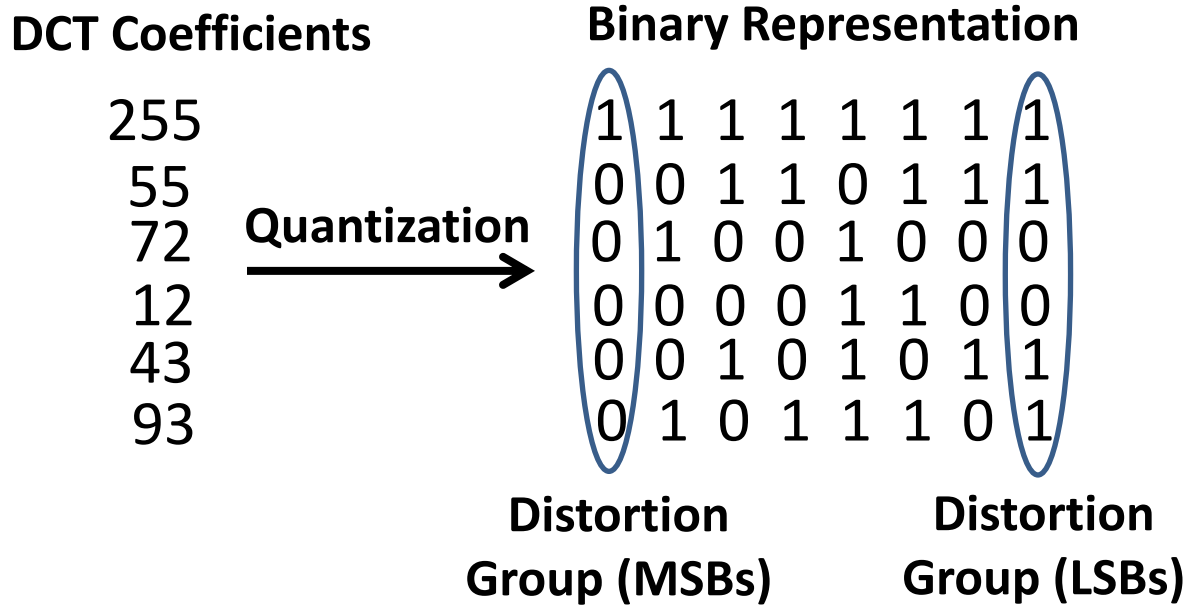 DCT Coefficients
Binary Representation
255 1 1 1 1 1 1 1 1
55 0 0 1 1 0 1 1 1
72 0 1 0 0 1 0 0 0
12 0 0 0 0 1 1 0 0
43 0 0 1 0 1 0 1 1
93 0 1 0 1 1 1 0 1
Quantization
Distortion
Group (MSBs)
Distortion
Group (LSBs)